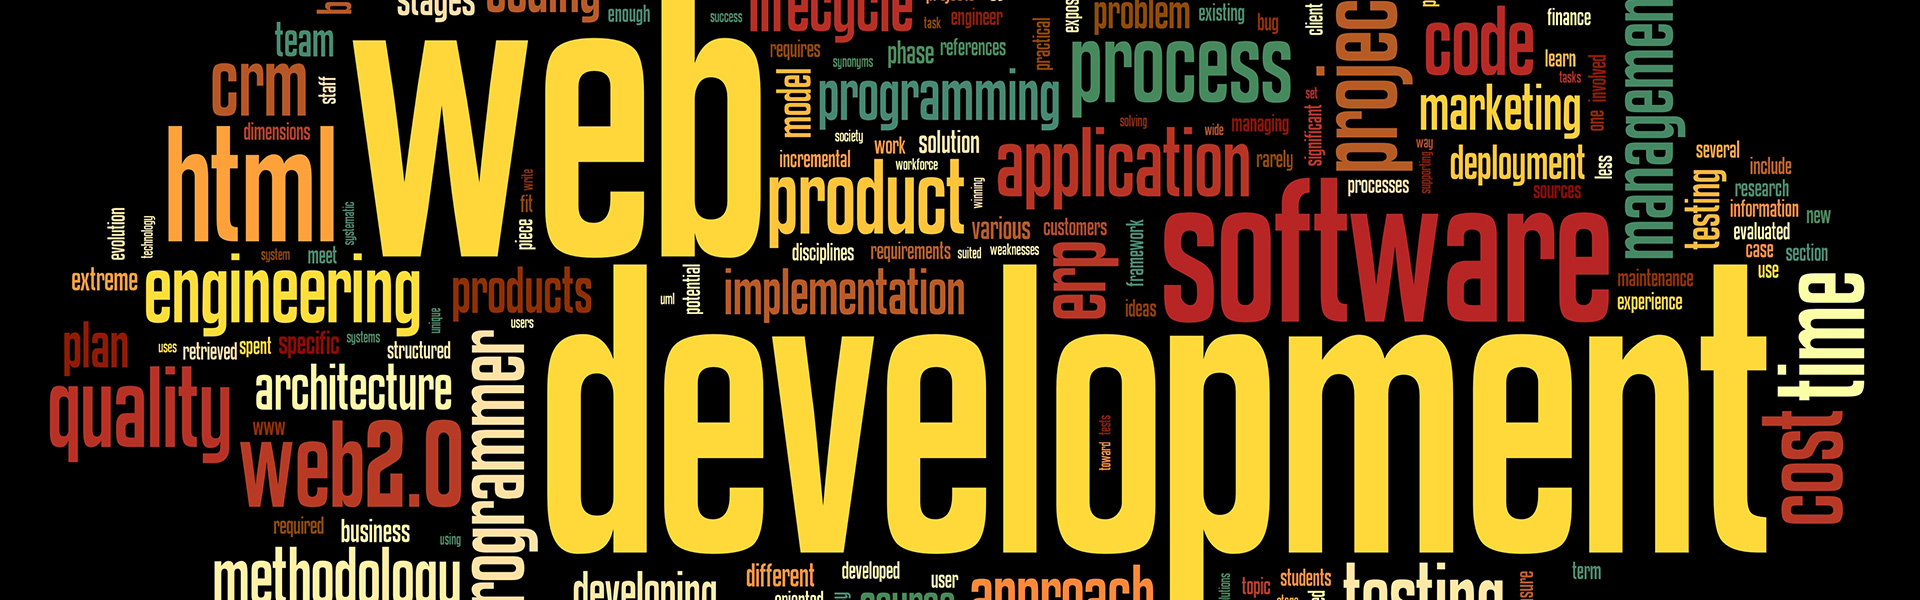 stages
coding
enough
success
lifecycle
task
engineer
problem
existing
bug
client
finance
team
web
requires
synonyms
phase
references
practical
process
project
code
learn
tasks
one
involved
management
crm
staff
model
programming
set
marketing
dimensions
society
work
solution
solving
wide
managing
significant
way
supporting
deployment
less
several
html
incremental
workforce
application
rarely
include
write
fit
product
winning
processes
sources
testing
research
information
new
evaluated
evolution
technology
systematic
piece
various
customers
framework
software
case
section
system
meet
disciplines
requirements
suited
weaknesses
erp
use
extreme
engineering
products
uml
potential
implementation
ideas
maintenance
experience
time
unique
users
development
plan
uses
retrieved
spent
specific
systems
structured
programmer
quality
architecture
www
web2.0
toward
tests
cost
required
business
using
methodology
developing
different
developed
user
approach
topic
students
testing
term
oriented
source